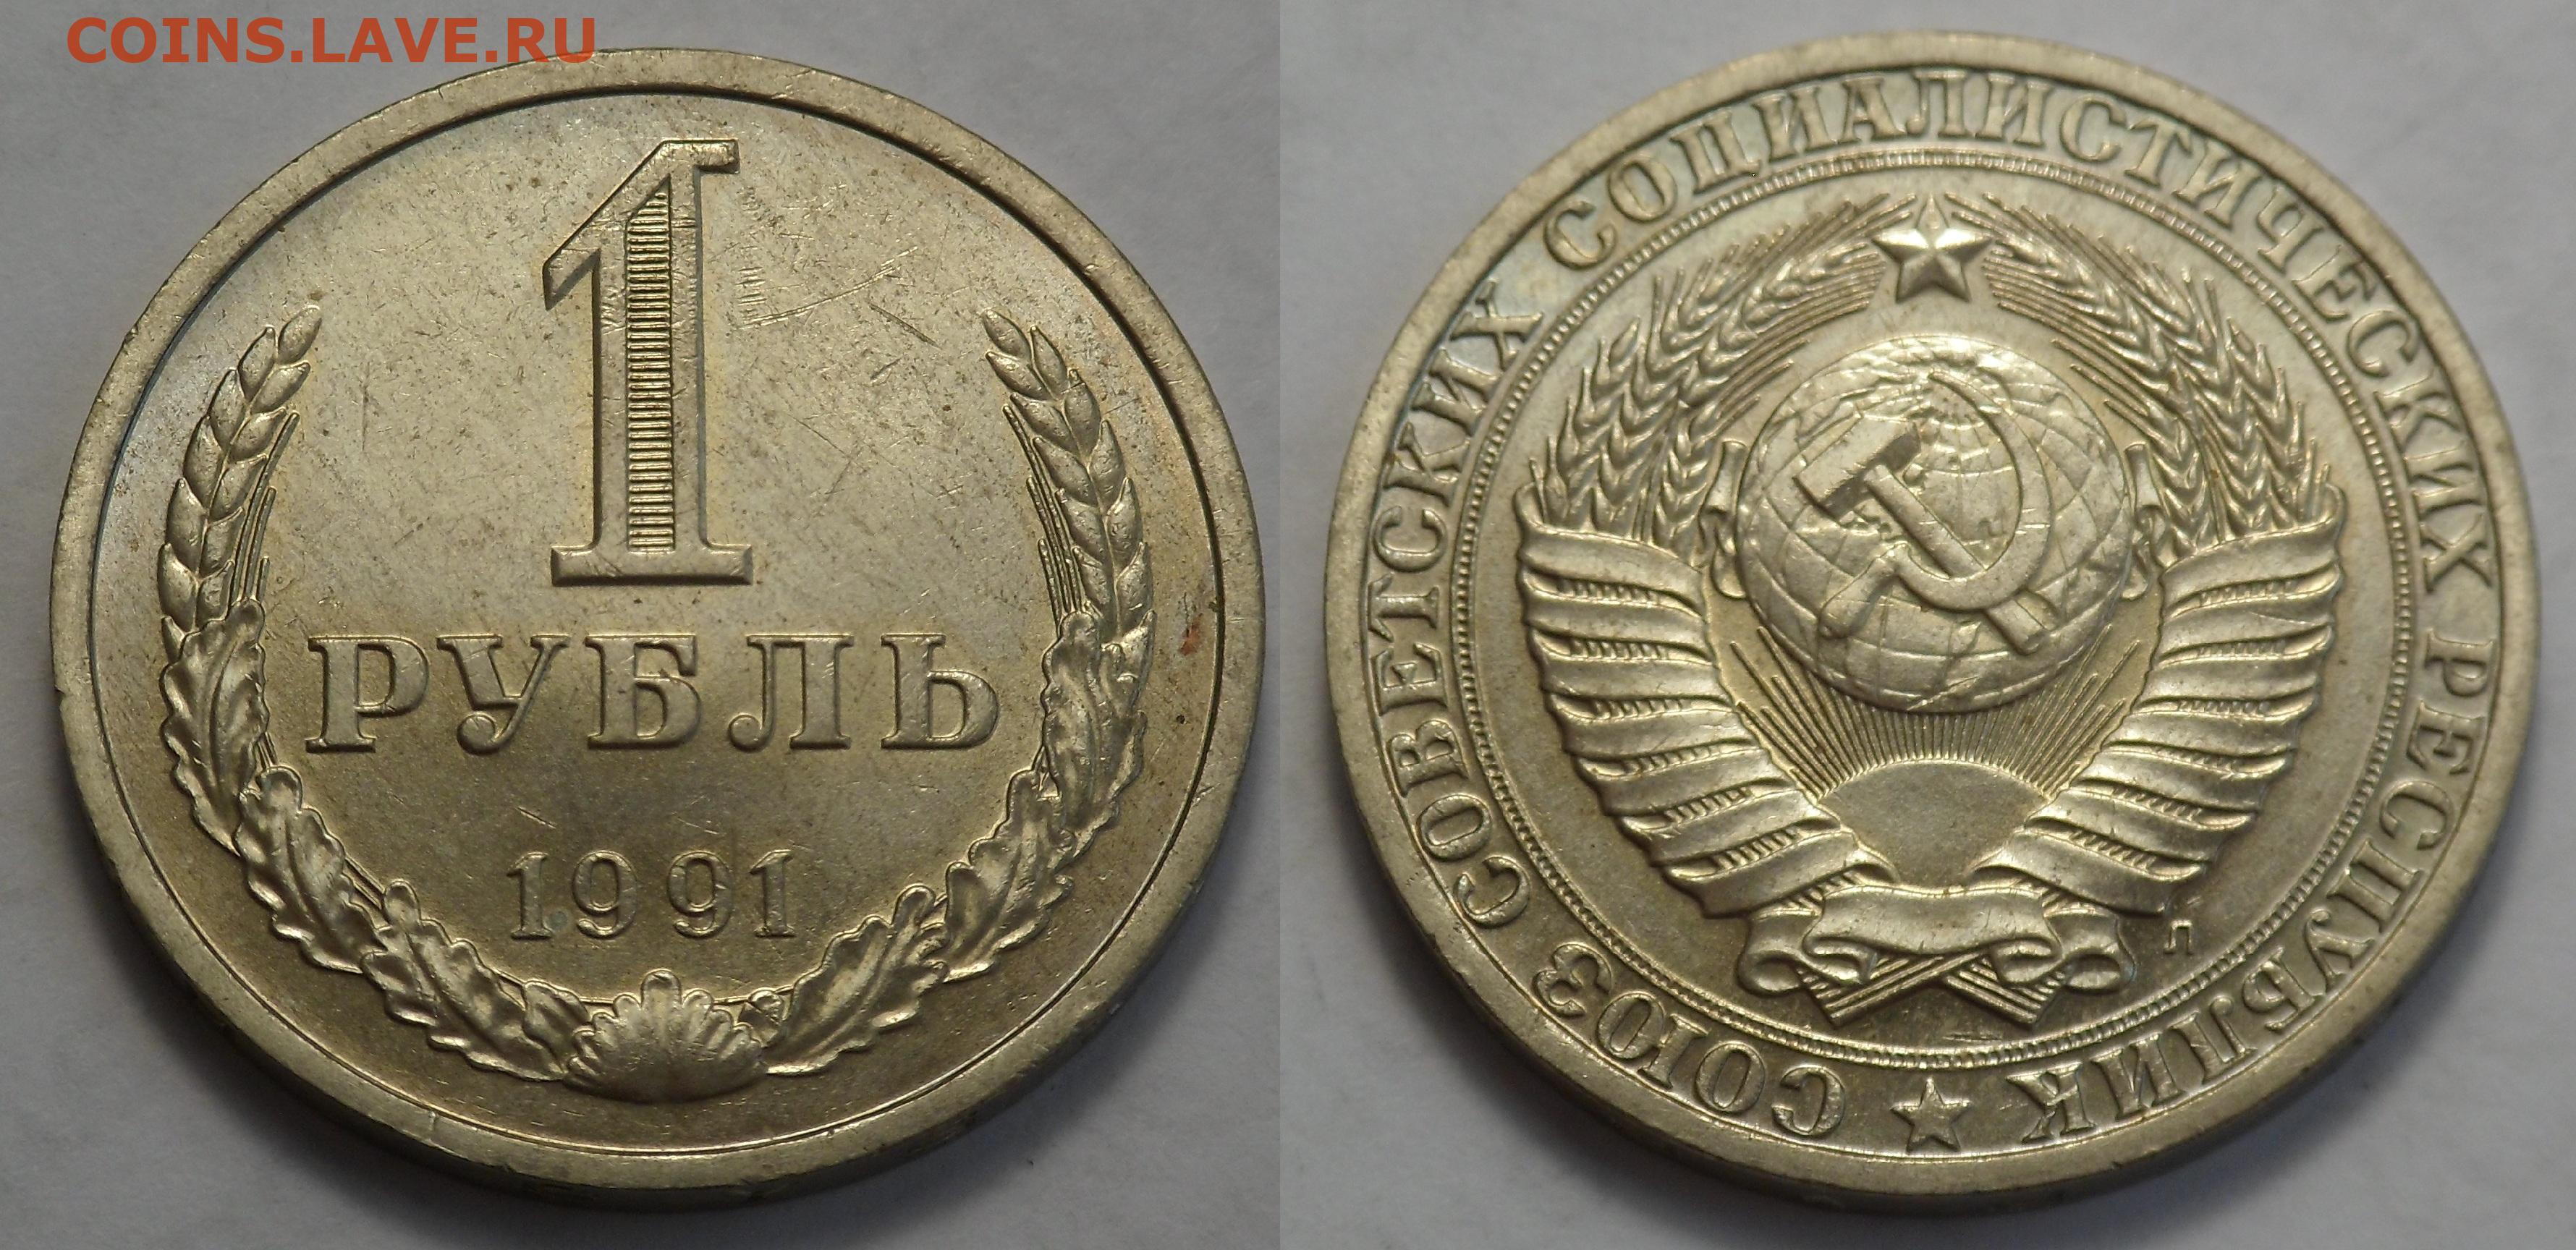 COINS.LAVE.RU
1
РУБЛЬ
1991
СОЮЗ СОВЕТСКИХ СОЦИАЛИСТИЧЕСКИХ РЕСПУБЛИК
Л